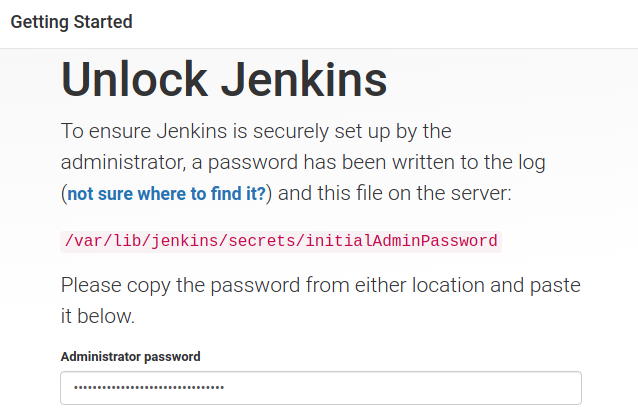 Getting Started
Unlock Jenkins
To ensure Jenkins is securely set up by the
administrator, a password has been written to the log
(not sure where to find it?) and this file on the server:
/var/lib/jenkins/secrets/initialAdminPassword
Please copy the password from either location and paste
it below.
Administrator password
••••••••••••••••••••••••••••••••